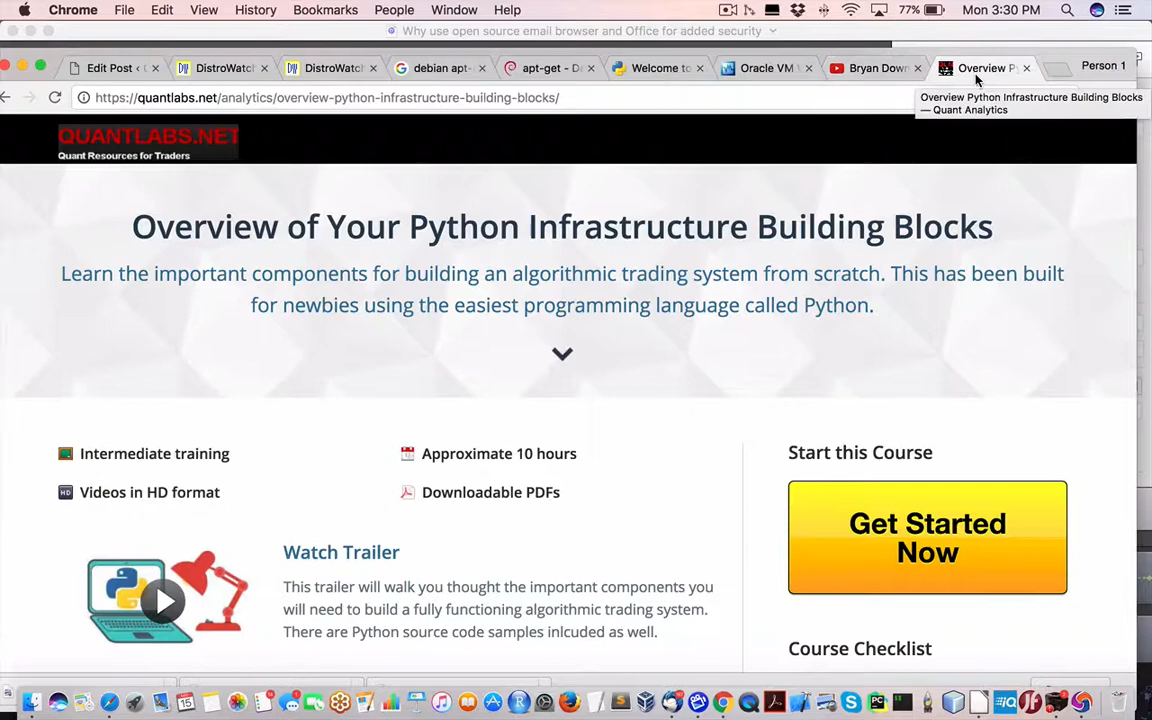 Chrome File Edit View History Bookmarks People Window Help 77% Mon 3:30 PM
Why use open source email browser and Office for added security
Edit Post ‹ DistroWatch DistroWatch debian apt- apt-get - De Welcome to Oracle VM V Bryan Down Overview Py Person 1
https://quantlabs.net/analytics/overview-python-infrastructure-building-blocks/
Overview Python Infrastructure Building Blocks
— Quant Analytics
QUANTLABS.NET
Quant Resources for Traders
Overview of Your Python Infrastructure Building Blocks
Learn the important components for building an algorithmic trading system from scratch. This has been built
for newbies using the easiest programming language called Python.
Intermediate training
Approximate 10 hours
Videos in HD format
Downloadable PDFs
Watch Trailer
This trailer will walk you thought the important components you
will need to build a fully functioning algorithmic trading system.
There are Python source code samples inlcuded as well.
Start this Course
Get Started
Now
Course Checklist